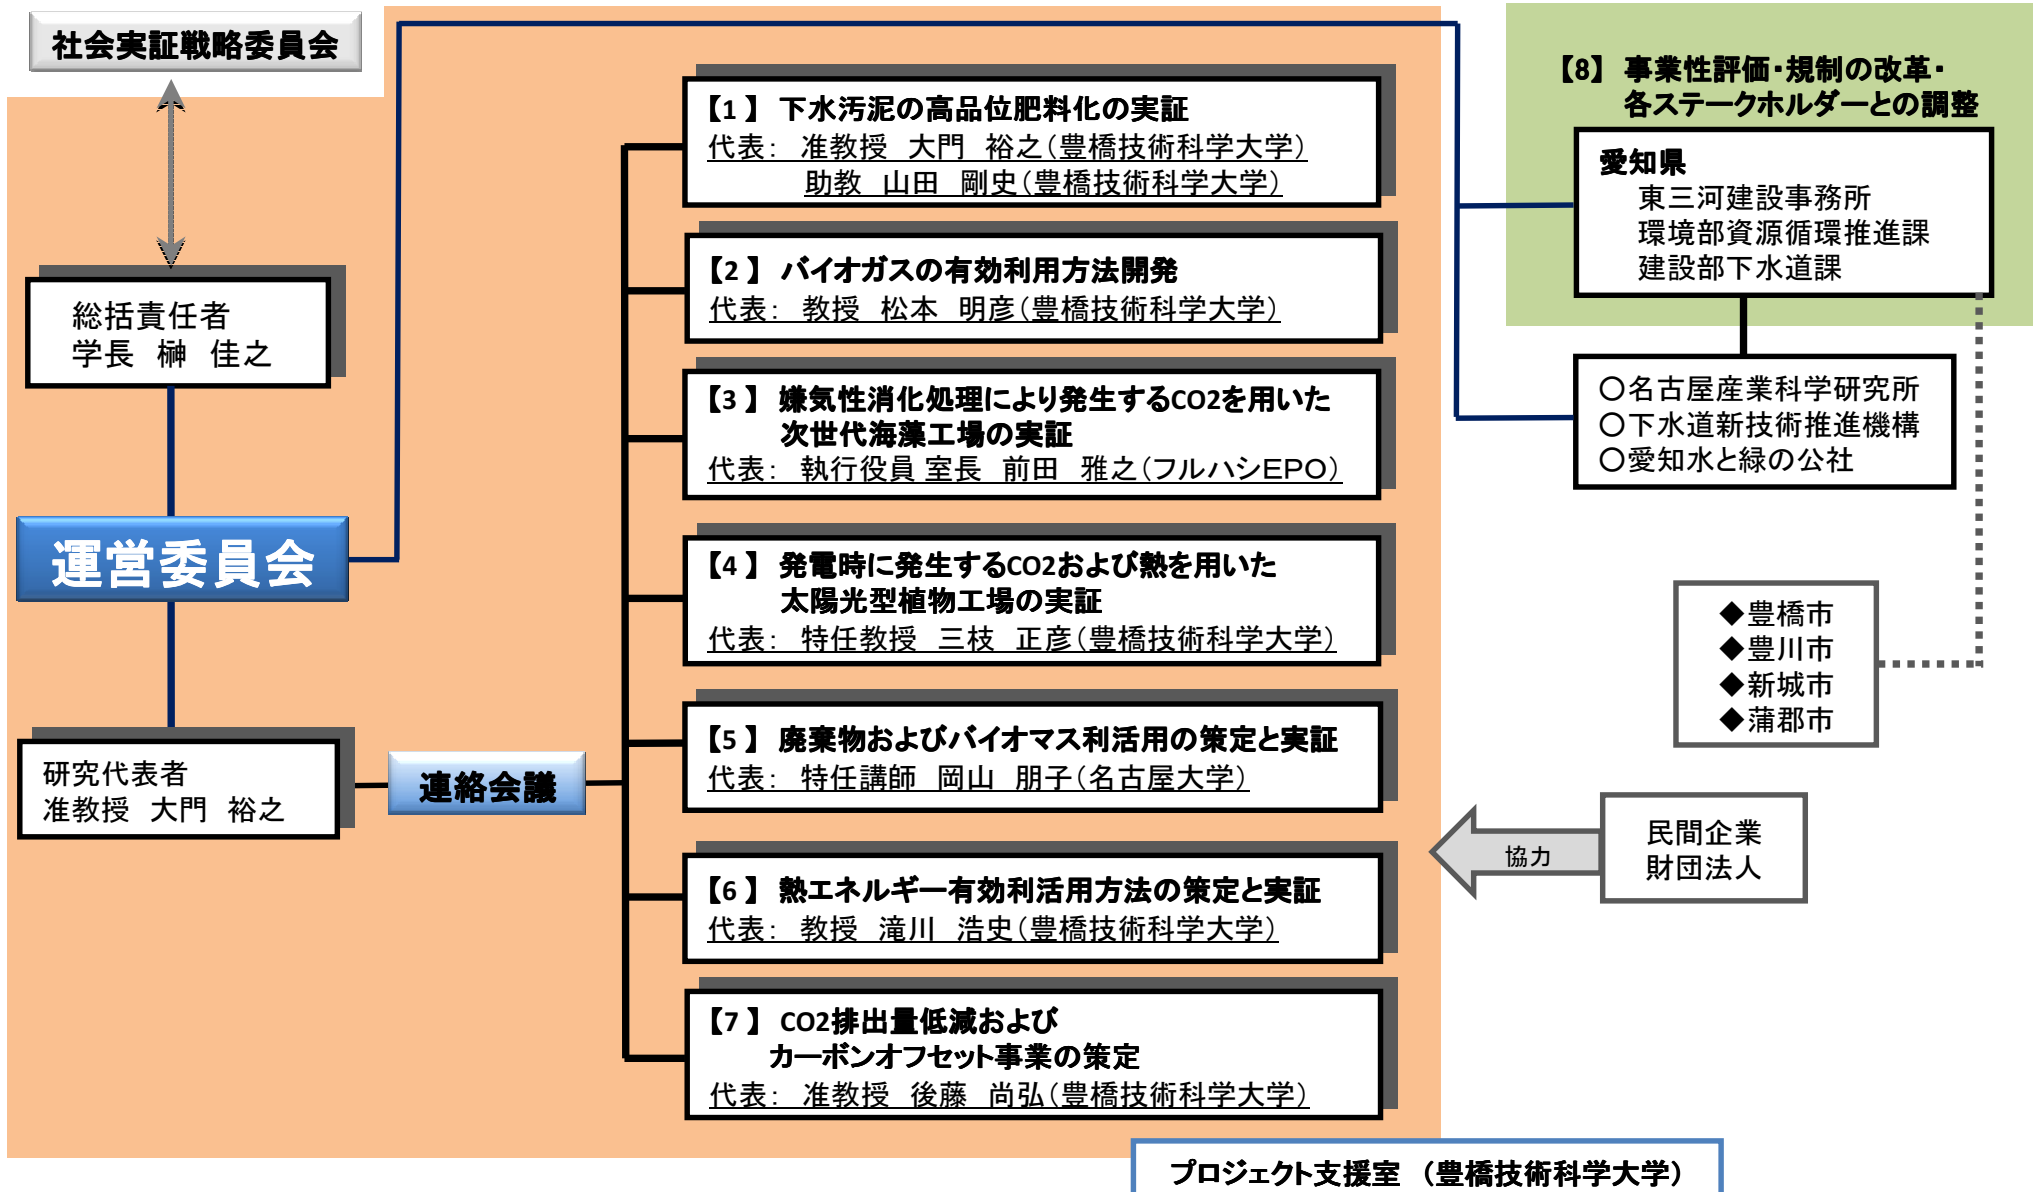 社会実証戦略委員会
総括責任者
学長　榊　佳之
運営委員会
研究代表者
准教授　大門　裕之
連絡会議
【1】 下水汚泥の高品位肥料化の実証
代表：　准教授　大門　裕之（豊橋技術科学大学）
助教　山田　剛史（豊橋技術科学大学）
【2】 バイオガスの有効利用方法開発
代表：　教授　松本　明彦（豊橋技術科学大学）
【3】 嫌気性消化処理により発生するCO2を用いた
次世代海藻工場の実証
代表：　執行役員 室長　前田　雅之（フルハシEPO）
【4】 発電時に発生するCO2および熱を用いた
太陽光型植物工場の実証
代表：　特任教授　三枝　正彦（豊橋技術科学大学）
【5】 廃棄物およびバイオマス利活用の策定と実証
代表：　特任講師　岡山　朋子（名古屋大学）
【6】 熱エネルギー有効利活用方法の策定と実証
代表：　教授　滝川　浩史（豊橋技術科学大学）
【7】 CO2排出量低減および
カーボンオフセット事業の策定
代表：　准教授　後藤　尚弘（豊橋技術科学大学）
【8】 事業性評価・規制の改革・
各ステークホルダーとの調整
愛知県
東三河建設事務所
環境部資源循環推進課
建設部下水道課
〇名古屋産業科学研究所
〇下水道新技術推進機構
〇愛知水と緑の公社
◆豊橋市
◆豊川市
◆新城市
◆蒲郡市
協力
民間企業
財団法人
プロジェクト支援室　（豊橋技術科学大学）